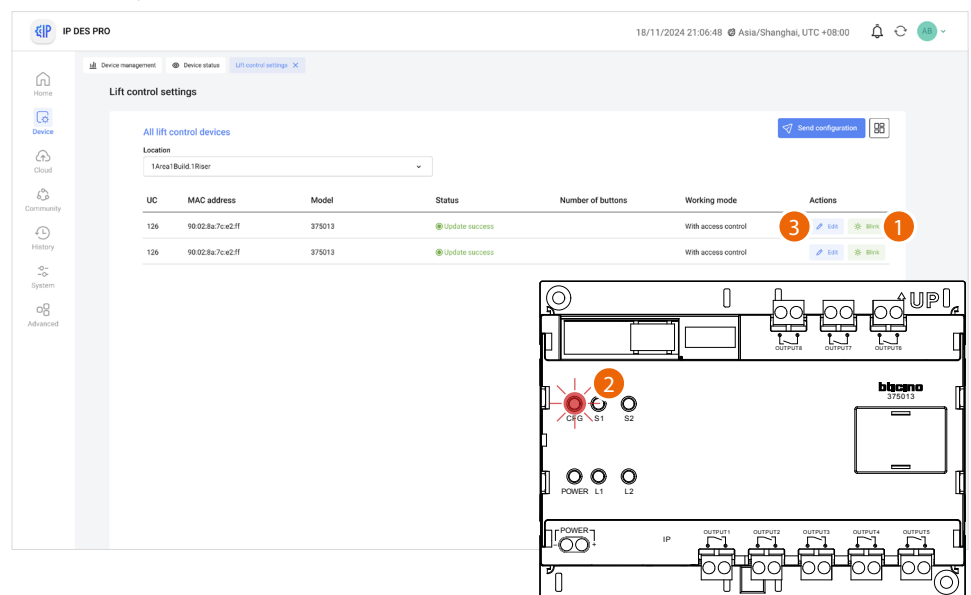 IP IP DES PRO
18/11/2024 21:06:48 Asia/Shanghai, UTC +08:00 AB
Device management Device status Lift control settings X
Home
Lift control settings
Device
All lift control devices
Send configuration
Location
1Area1Build.1Riser
Cloud
UC MAC address Model Status Number of buttons Working mode Actions
Community
126 90:02:8a:7c:e2:ff 375013 Update success With access control 3 Edit Blink 1
History
126 90:02:8a:7c:e2:ff 375013 Update success With access control Edit Blink
System
Advanced
UP
OUTPUT8 OUTPUT7 OUTPUT6
2
bticino
375013
CFG S1 S2
POWER L1 L2
POWER
- +
IP
OUTPUT1 OUTPUT2 OUTPUT3 OUTPUT4 OUTPUT5